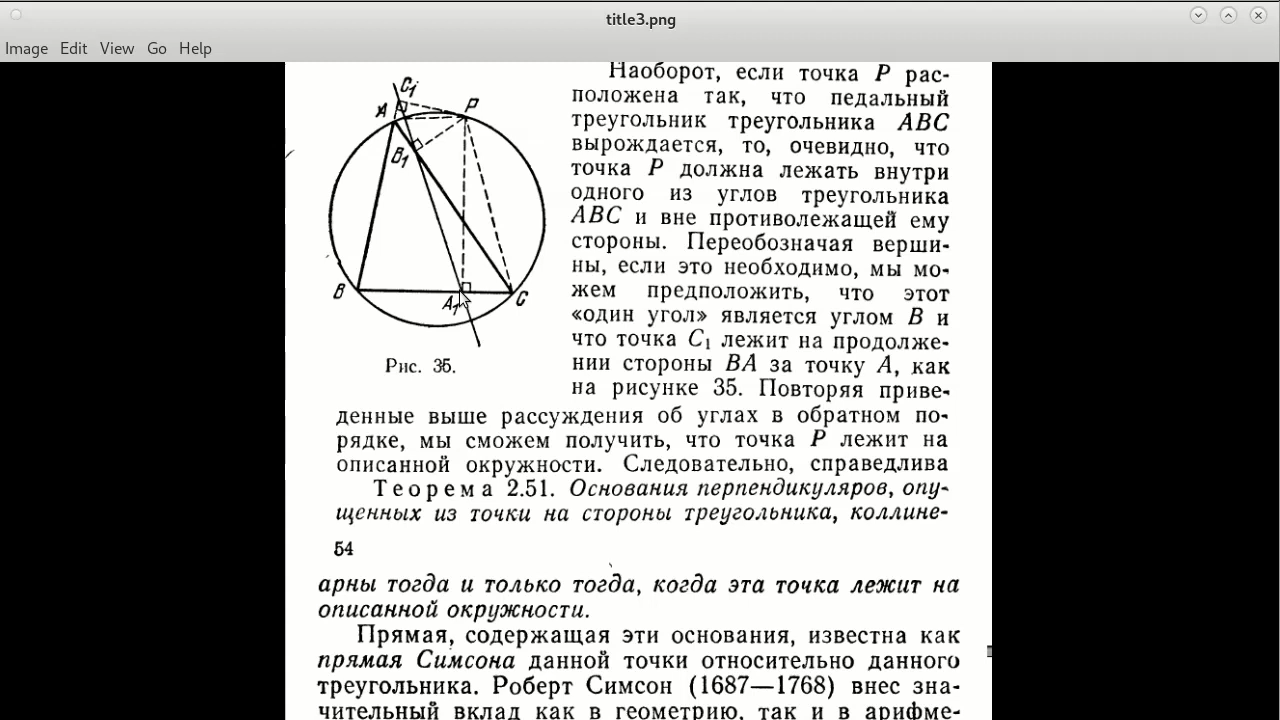 title3.png
Image Edit View Go Help
Наоборот, если точка P рас-
положена так, что педальный
треугольник треугольника ABC
вырождается, то, очевидно, что
точка P должна лежать внутри
одного из углов треугольника
ABC и вне противолежащей ему
стороны. Переобозначая верши-
ны, если это необходимо, мы мо-
жем предположить, что этот
«один угол» является углом B и
что точка C₁ лежит на продолже-
нии стороны BA за точку A, как
на рисунке 35. Повторяя приве-
C₁
A
P
B₁
B
A₁
C
Рис. 35.
денные выше рассуждения об углах в обратном по-
рядке, мы сможем получить, что точка P лежит на
описанной окружности. Следовательно, справедлива
Теорема 2.51. Основания перпендикуляров, опу-
щенных из точки на стороны треугольника, коллине-
54
арны тогда и только тогда, когда эта точка лежит на
описанной окружности.
Прямая, содержащая эти основания, известна как
прямая Симсона данной точки относительно данного
треугольника. Роберт Симсон (1687—1768) внес зна-
чительный вклад как в геометрию, так и в арифме-